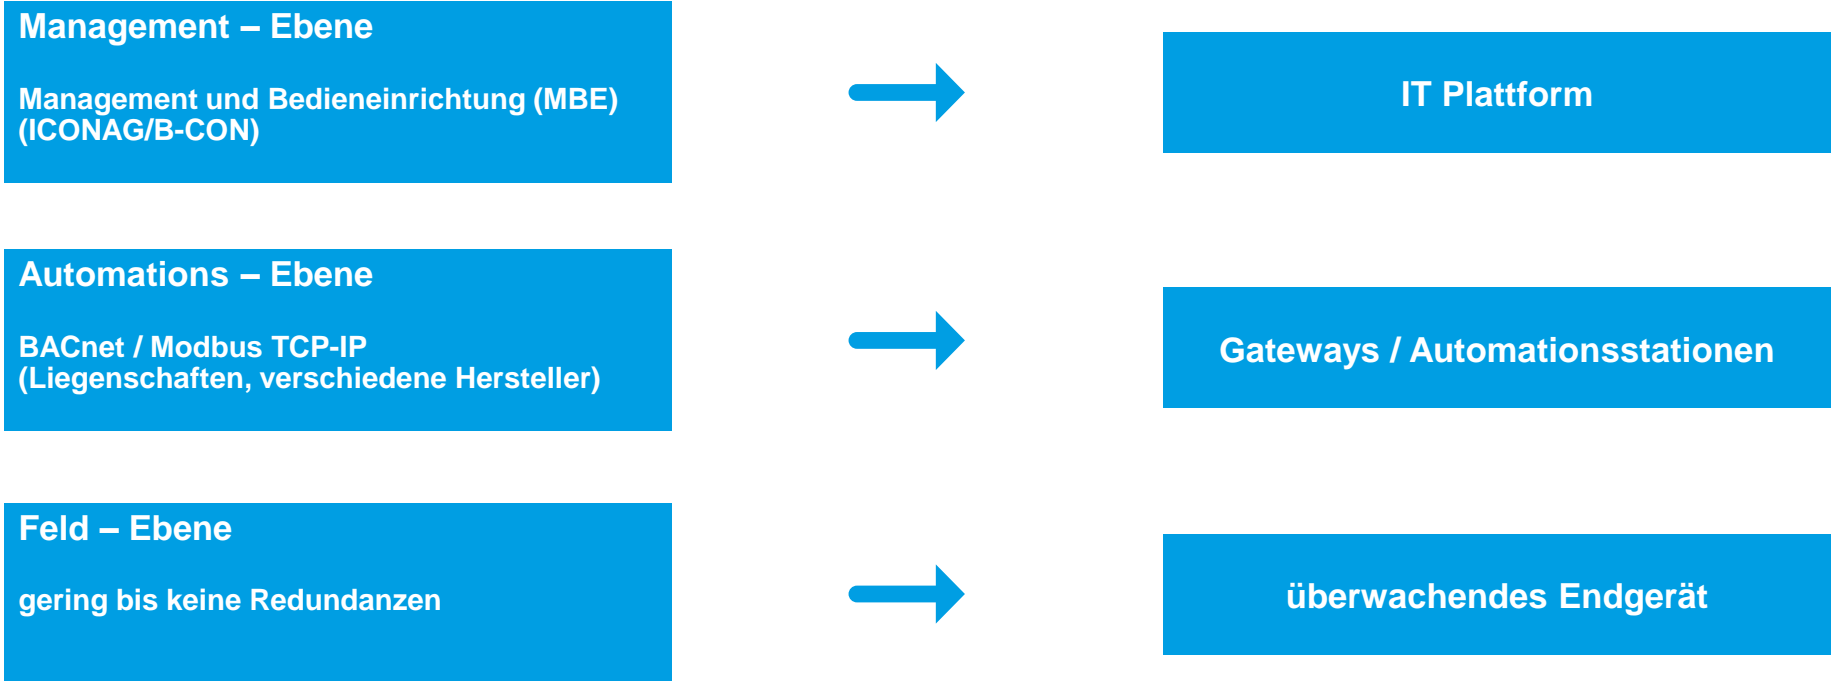 Management – Ebene
Management und Bedieneinrichtung (MBE)
(ICONAG/B-CON)
IT Plattform
Automations – Ebene
BACnet / Modbus TCP-IP
(Liegenschaften, verschiedene Hersteller)
Gateways / Automationsstationen
Feld – Ebene
gering bis keine Redundanzen
überwachendes Endgerät